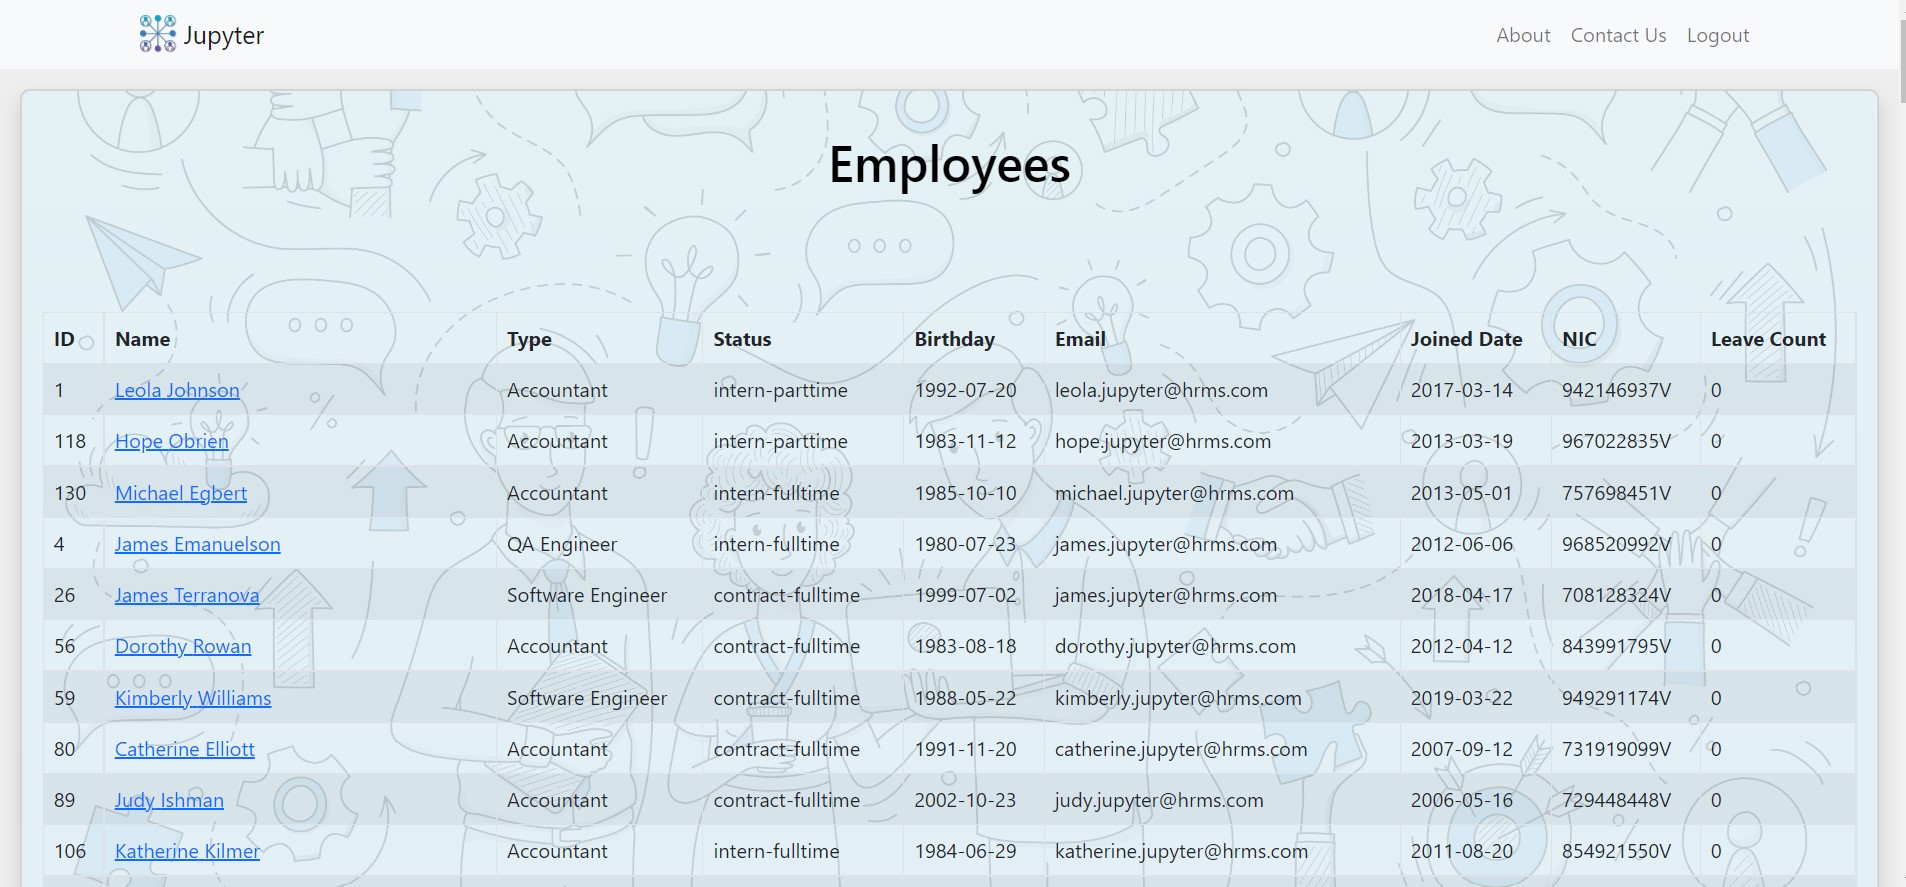 Jupyter About Contact Us Logout
Employees
ID Name Type Status Birthday Email Joined Date NIC Leave Count
1 Leola Johnson Accountant intern-parttime 1992-07-20 leola.jupyter@hrms.com 2017-03-14 942146937V 0
118 Hope Obrien Accountant intern-parttime 1983-11-12 hope.jupyter@hrms.com 2013-03-19 967022835V 0
130 Michael Egbert Accountant intern-fulltime 1985-10-10 michael.jupyter@hrms.com 2013-05-01 757698451V 0
4 James Emanuelson QA Engineer intern-fulltime 1980-07-23 james.jupyter@hrms.com 2012-06-06 968520992V 0
26 James Terranova Software Engineer contract-fulltime 1999-07-02 james.jupyter@hrms.com 2018-04-17 708128324V 0
56 Dorothy Rowan Accountant contract-fulltime 1983-08-18 dorothy.jupyter@hrms.com 2012-04-12 843991795V 0
59 Kimberly Williams Software Engineer contract-fulltime 1988-05-22 kimberly.jupyter@hrms.com 2019-03-22 949291174V 0
80 Catherine Elliott Accountant contract-fulltime 1991-11-20 catherine.jupyter@hrms.com 2007-09-12 731919099V 0
89 Judy Ishman Accountant contract-fulltime 2002-10-23 judy.jupyter@hrms.com 2006-05-16 729448448V 0
106 Katherine Kilmer Accountant intern-fulltime 1984-06-29 katherine.jupyter@hrms.com 2011-08-20 854921550V 0